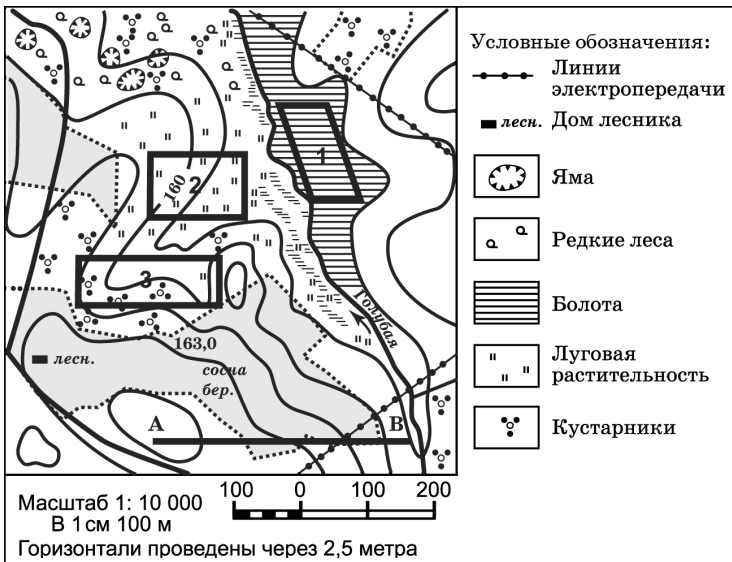 Условные обозначения:
Линии
электропередачи
лесн. Дом лесника
Яма
Редкие леса
Болота
Луговая
растительность
Кустарники
1
160
2
3
Голубая
163,0
лесн.
сосна
бер.
А
В
Масштаб 1: 10 000
В 1 см 100 м
100 0 100 200
Горизонтали проведены через 2,5 метра